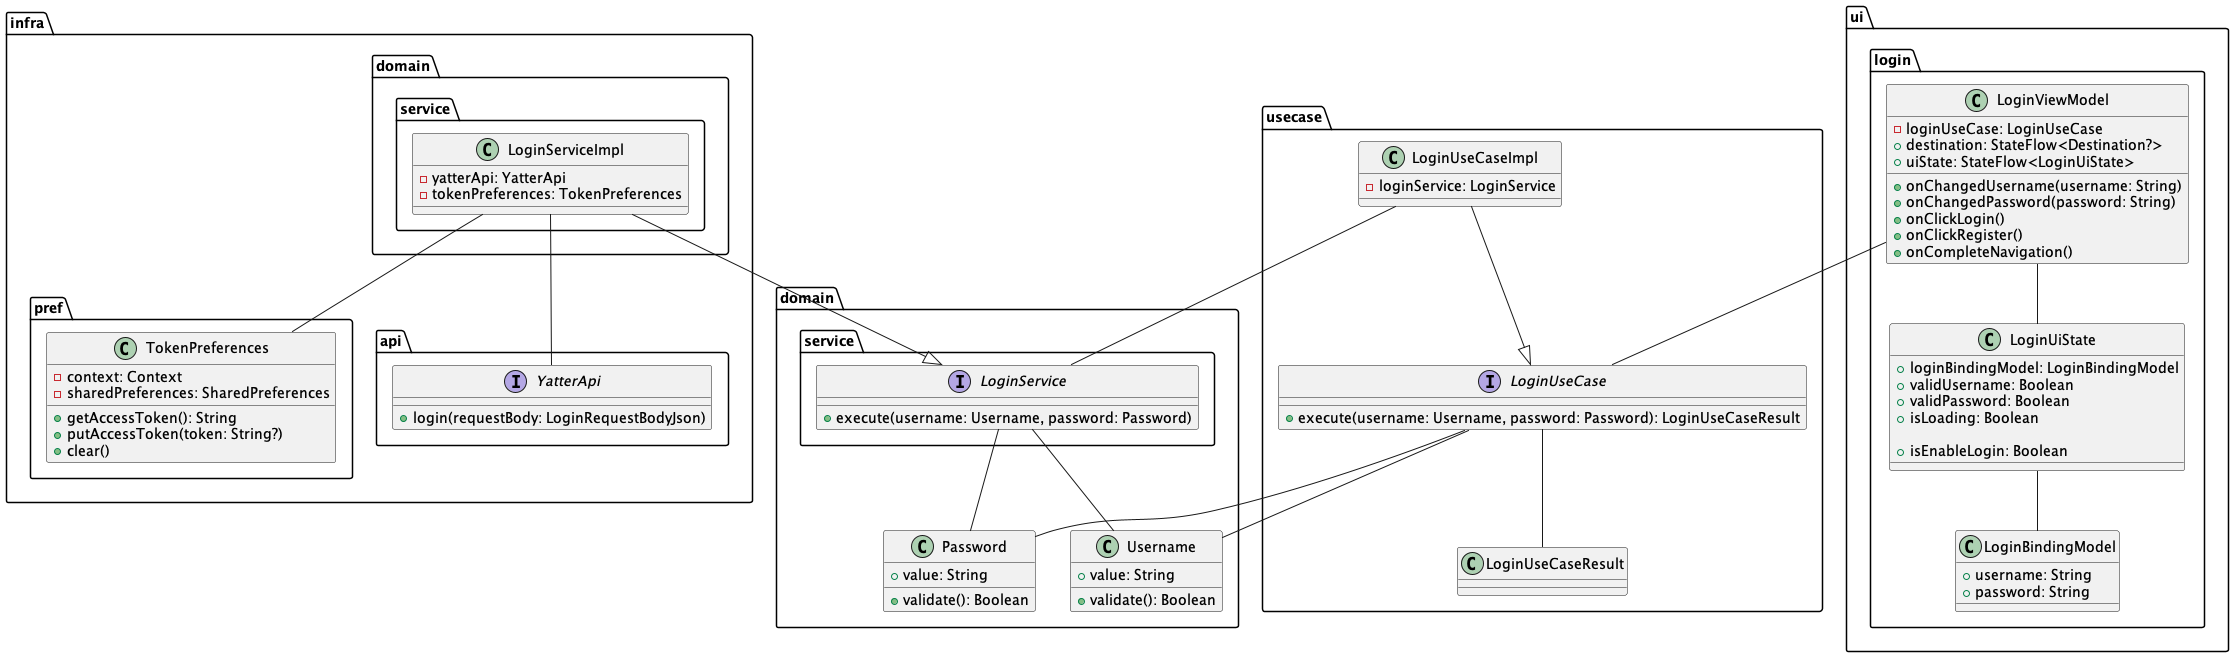 infra
domain
service
LoginServiceImpl
yatterApi: YatterApi
tokenPreferences: TokenPreferences
pref
TokenPreferences
context: Context
sharedPreferences: SharedPreferences
getAccessToken(): String
putAccessToken(token: String?)
clear()
api
YatterApi
login(requestBody: LoginRequestBodyJson)
domain
service
LoginService
execute(username: Username, password: Password)
Password
value: String
validate(): Boolean
Username
value: String
validate(): Boolean
usecase
LoginUseCaseImpl
loginService: LoginService
LoginUseCase
execute(username: Username, password: Password): LoginUseCaseResult
LoginUseCaseResult
ui
login
LoginViewModel
loginUseCase: LoginUseCase
destination: StateFlow<Destination?>
uiState: StateFlow<LoginUiState>
onChangedUsername(username: String)
onChangedPassword(password: String)
onClickLogin()
onClickRegister()
onCompleteNavigation()
LoginUiState
loginBindingModel: LoginBindingModel
validUsername: Boolean
validPassword: Boolean
isLoading: Boolean
isEnableLogin: Boolean
LoginBindingModel
username: String
password: String